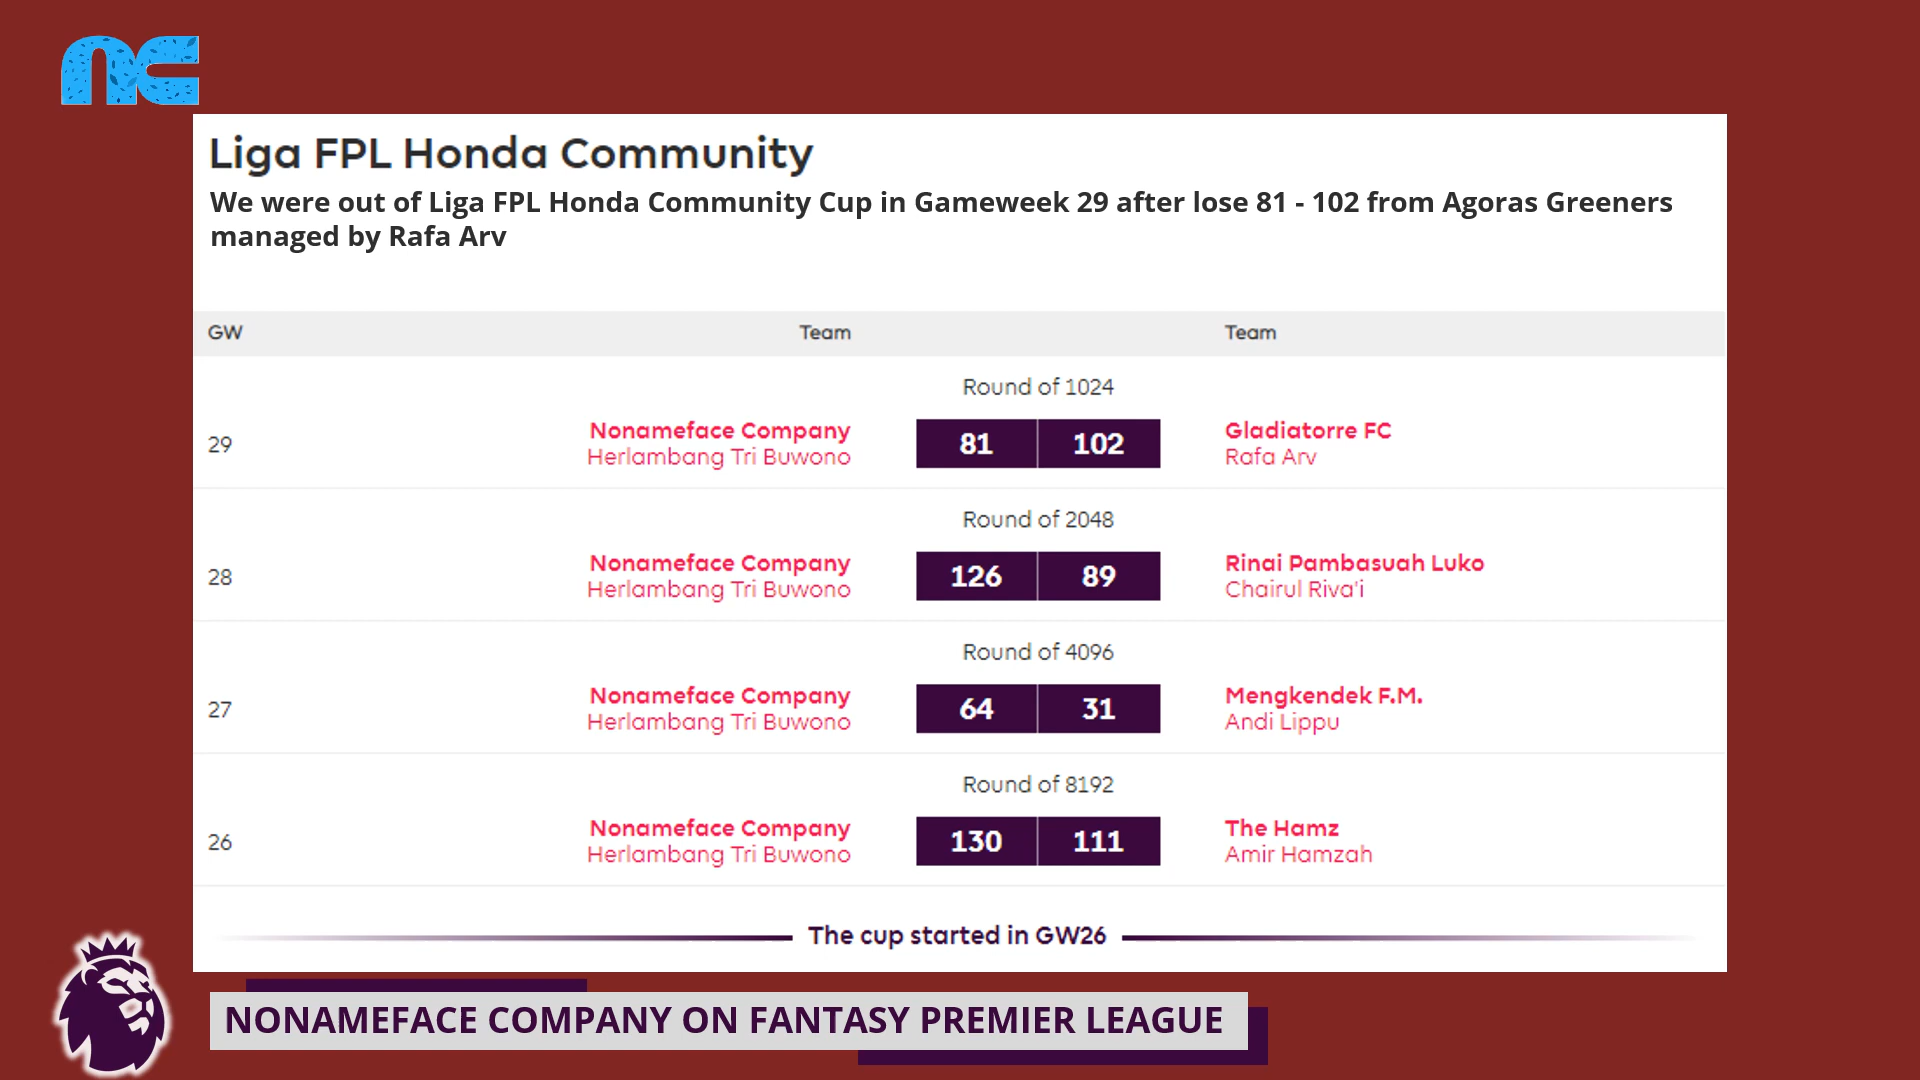 nc
Liga FPL Honda Community
We were out of Liga FPL Honda Community Cup in Gameweek 29 after lose 81 - 102 from Agoras Greeners
managed by Rafa Arv
GW Team Team
Round of 1024
29 Nonameface Company 81 102 Gladiatorre FC
Herlambang Tri Buwono Rafa Arv
Round of 2048
28 Nonameface Company 126 89 Rinai Pambasuah Luko
Herlambang Tri Buwono Chairul Riva'i
Round of 4096
27 Nonameface Company 64 31 Mengkendek F.M.
Herlambang Tri Buwono Andi Lippu
Round of 8192
26 Nonameface Company 130 111 The Hamz
Herlambang Tri Buwono Amir Hamzah
The cup started in GW26
NONAMEFACE COMPANY ON FANTASY PREMIER LEAGUE